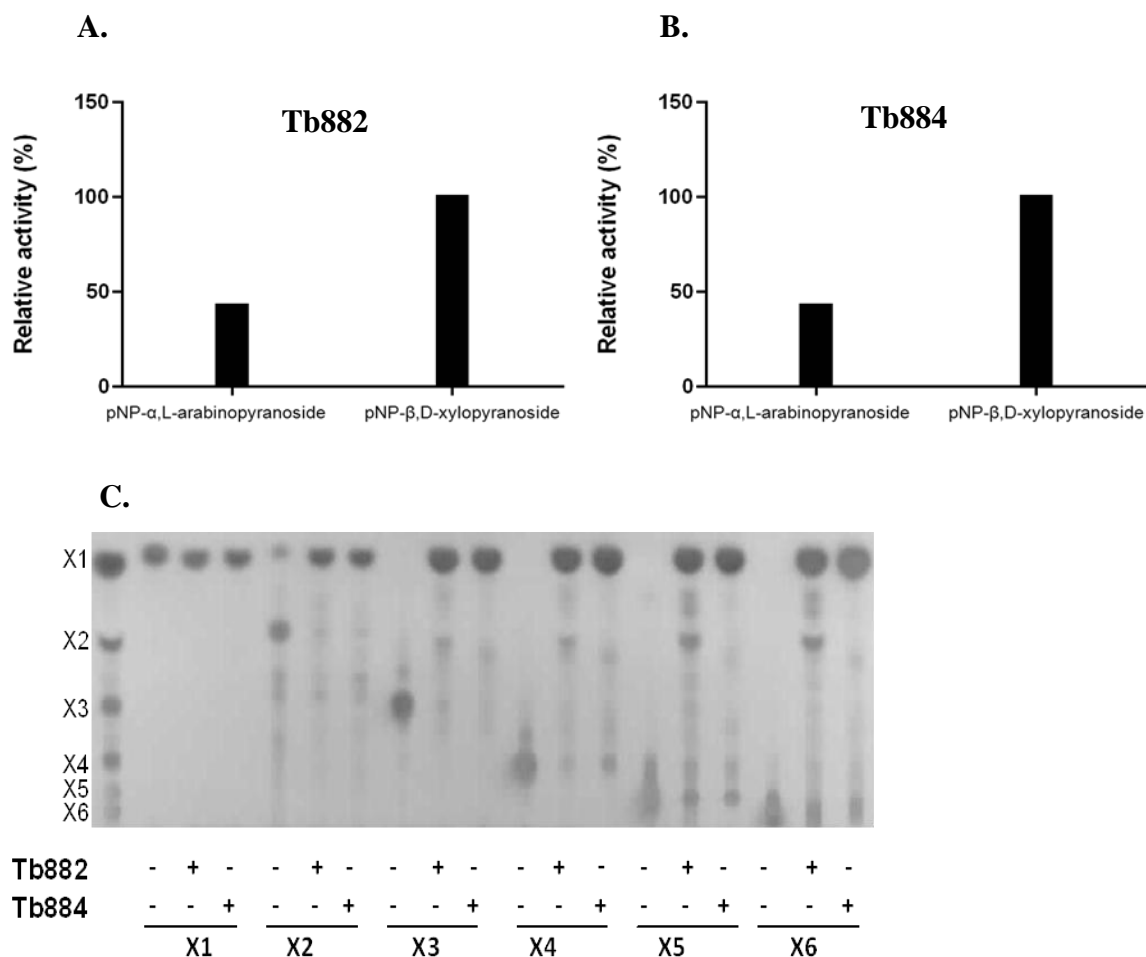 A.
B.
Tb882
Relative activity (%)
150
100
50
0
pNP-α,L-arabinopyranoside
pNP-β,D-xylopyranoside
Tb884
Relative activity (%)
150
100
50
0
pNP-α,L-arabinopyranoside
pNP-β,D-xylopyranoside
C.
X1
X2
X3
X4
X5
X6
Tb882 - + - - + - - + - - + - - + - - + -
Tb884 - - + - - + - - + - - + - - + - - +
X1 X2 X3 X4 X5 X6